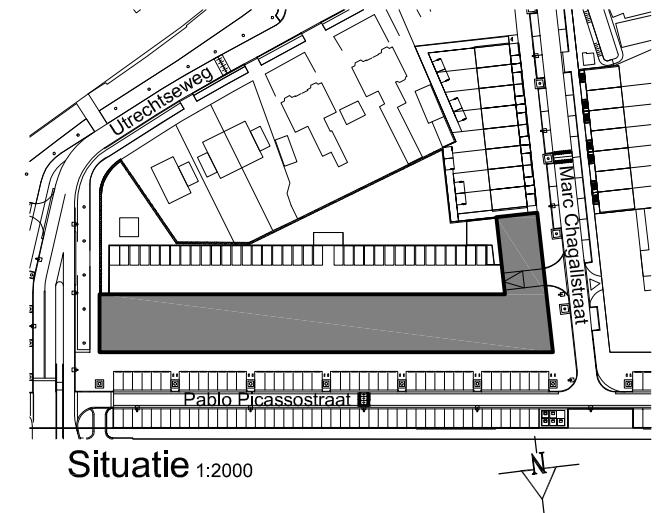 Utrechtseweg
Marc Chagallstraat
Pablo Picassostraat
Situatie 1:2000
N